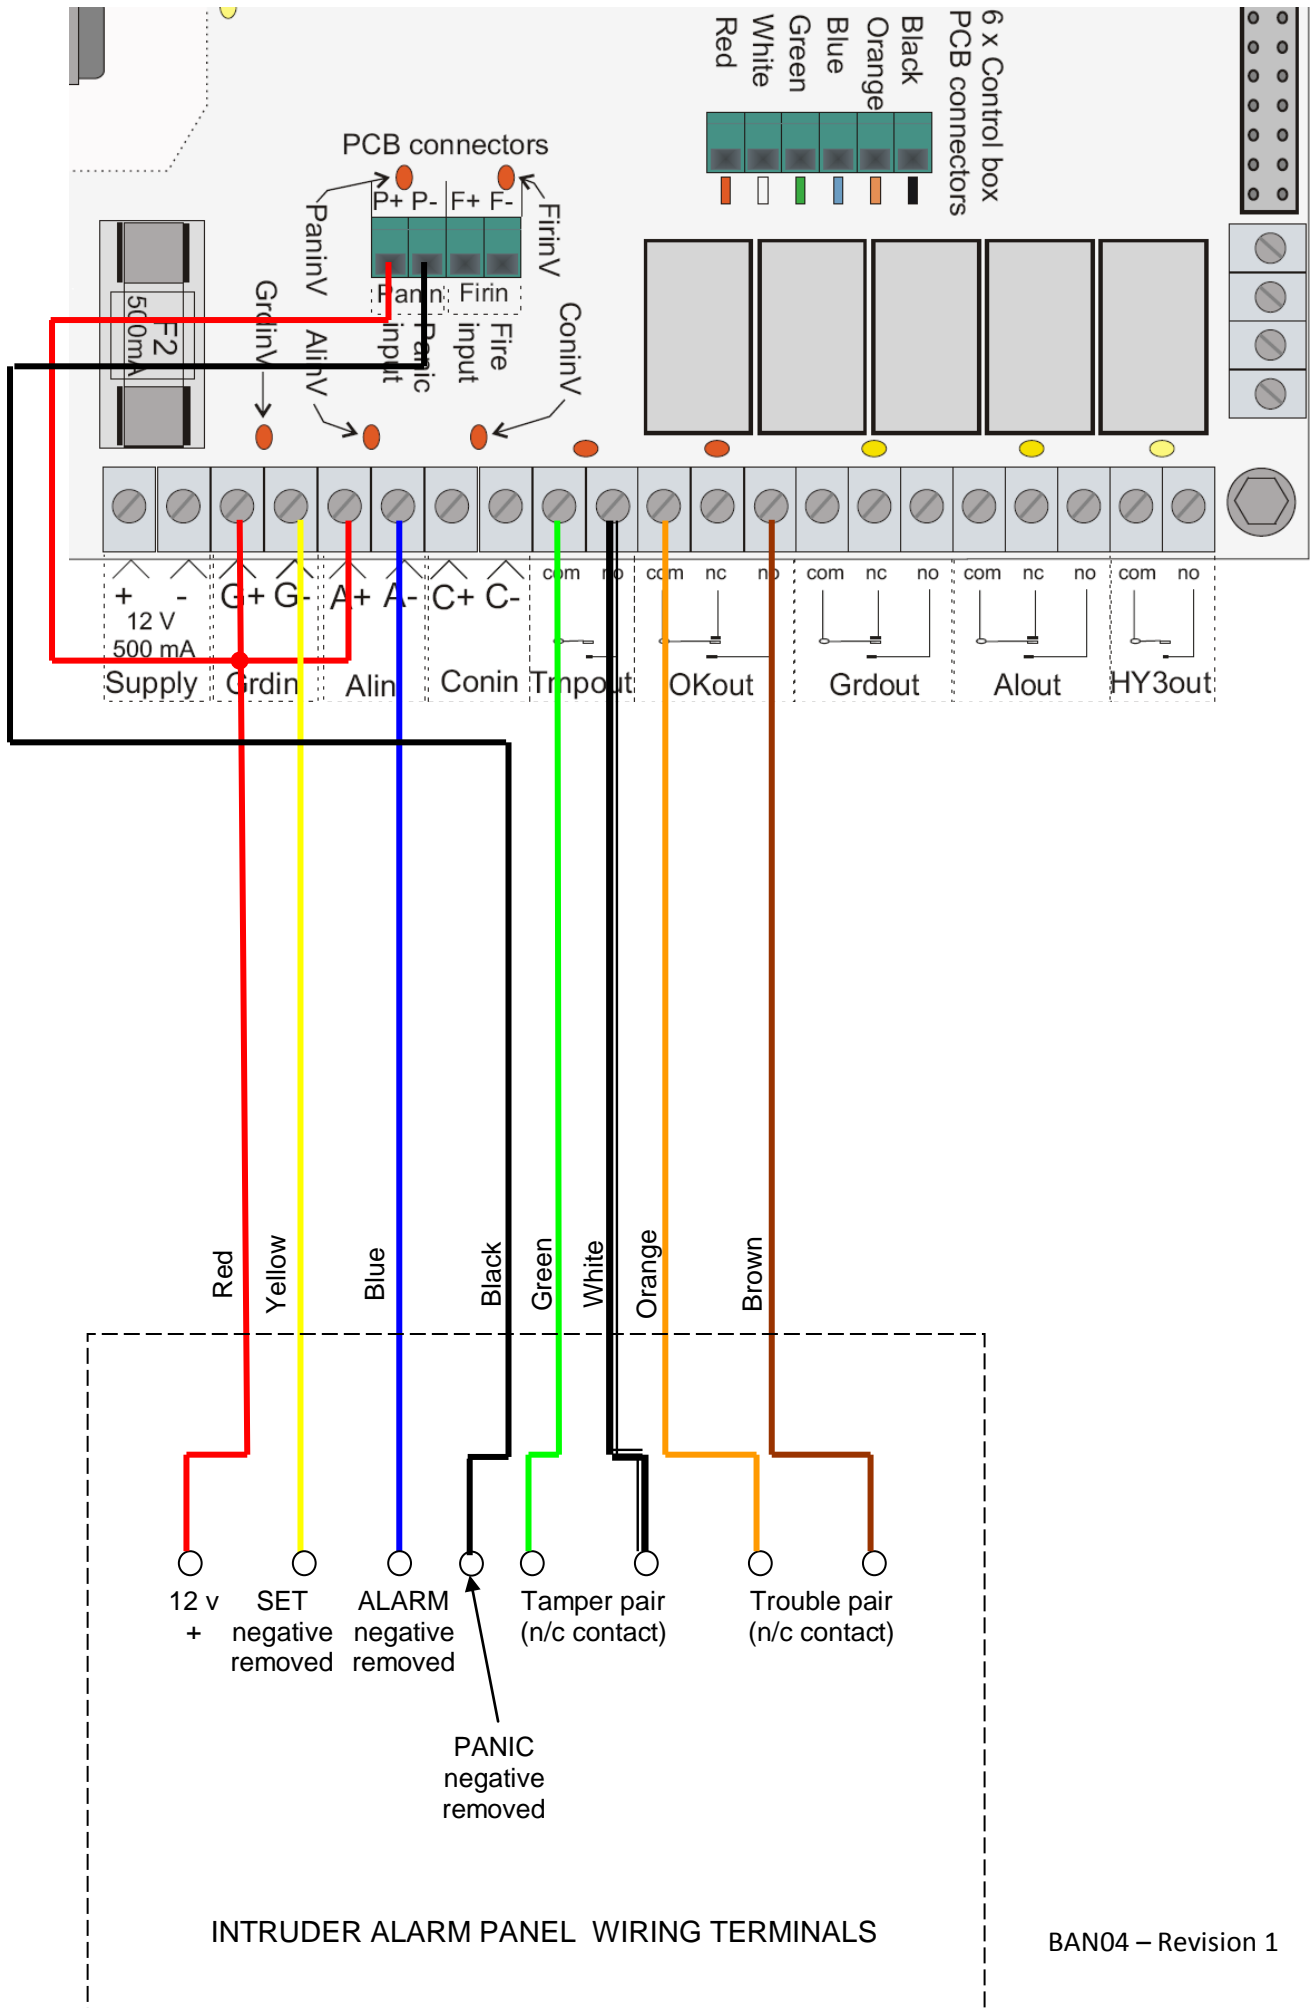 6 x Control box
PCB connectors
Red
White
Green
Blue
Orange
Black
PCB connectors
P+ P- F+ F-
PaninV
FirinV
Panin
Firin
GrdinV
AlinV
Panic
input
Fire
input
ConinV
F2
500mA
+ -
12 V
500 mA
G+ G-
A+ A-
C+ C-
com no
com nc no
com nc no
com nc no
com no
Supply
Grdin
Alin
Conin
Tmpout
OKout
Grdout
Alout
HY3out
Red
Yellow
Blue
Black
Green
White
Orange
Brown
12 v
+
SET
negative
removed
ALARM
negative
removed
Tamper pair
(n/c contact)
Trouble pair
(n/c contact)
PANIC
negative
removed
INTRUDER ALARM PANEL WIRING TERMINALS
BAN04 – Revision 1